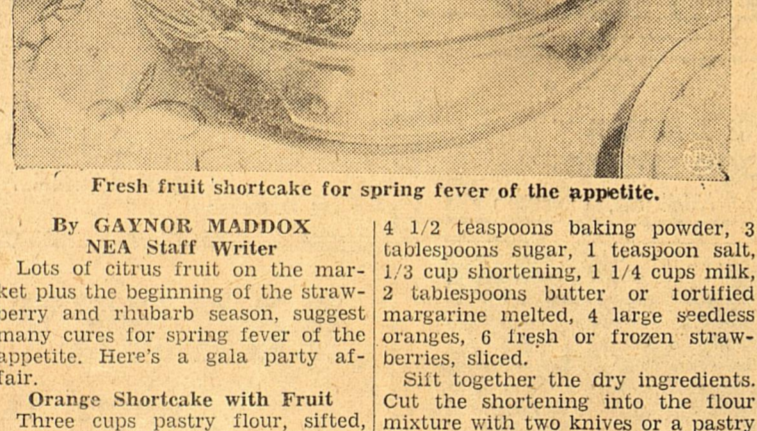 Fresh fruit shortcake for spring fever of the appetite.
By GAYNOR MADDOX
NEA Staff Writer
Lots of citrus fruit on the mar-
ket plus the beginning of the straw-
berry and rhubarb season, suggest
many cures for spring fever of the
appetite. Here's a gala party af-
fair.
Orange Shortcake with Fruit
Three cups pastry flour, sifted,
4 1/2 teaspoons baking powder, 3
tablespoons sugar, 1 teaspoon salt,
1/3 cup shortening, 1 1/4 cups milk,
2 tablespoons butter or fortified
margarine melted, 4 large seedless
oranges, 6 fresh or frozen straw-
berries, sliced.
Sift together the dry ingredients.
Cut the shortening into the flour
mixture with two knives or a pastry